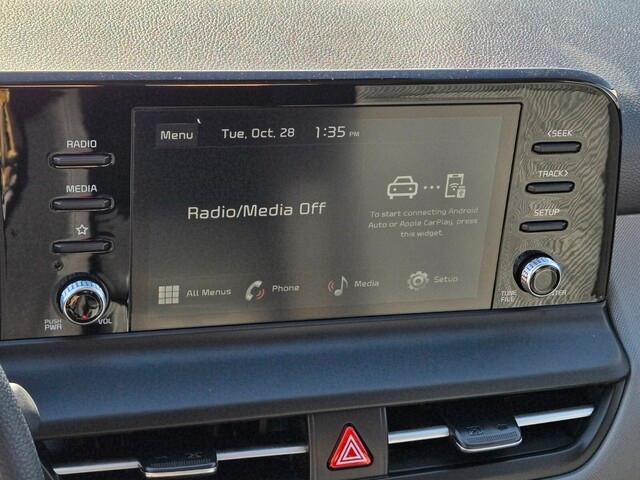 Menu Tue, Oct. 28 1:35 PM
RADIO
MEDIA
Radio/Media Off
To start connecting Android
Auto or Apple CarPlay, press
this widget.
All Menus Phone Media Setup
PUSH
PWR VOL
<SEEK
TRACK>
SETUP
TUNE
FILE